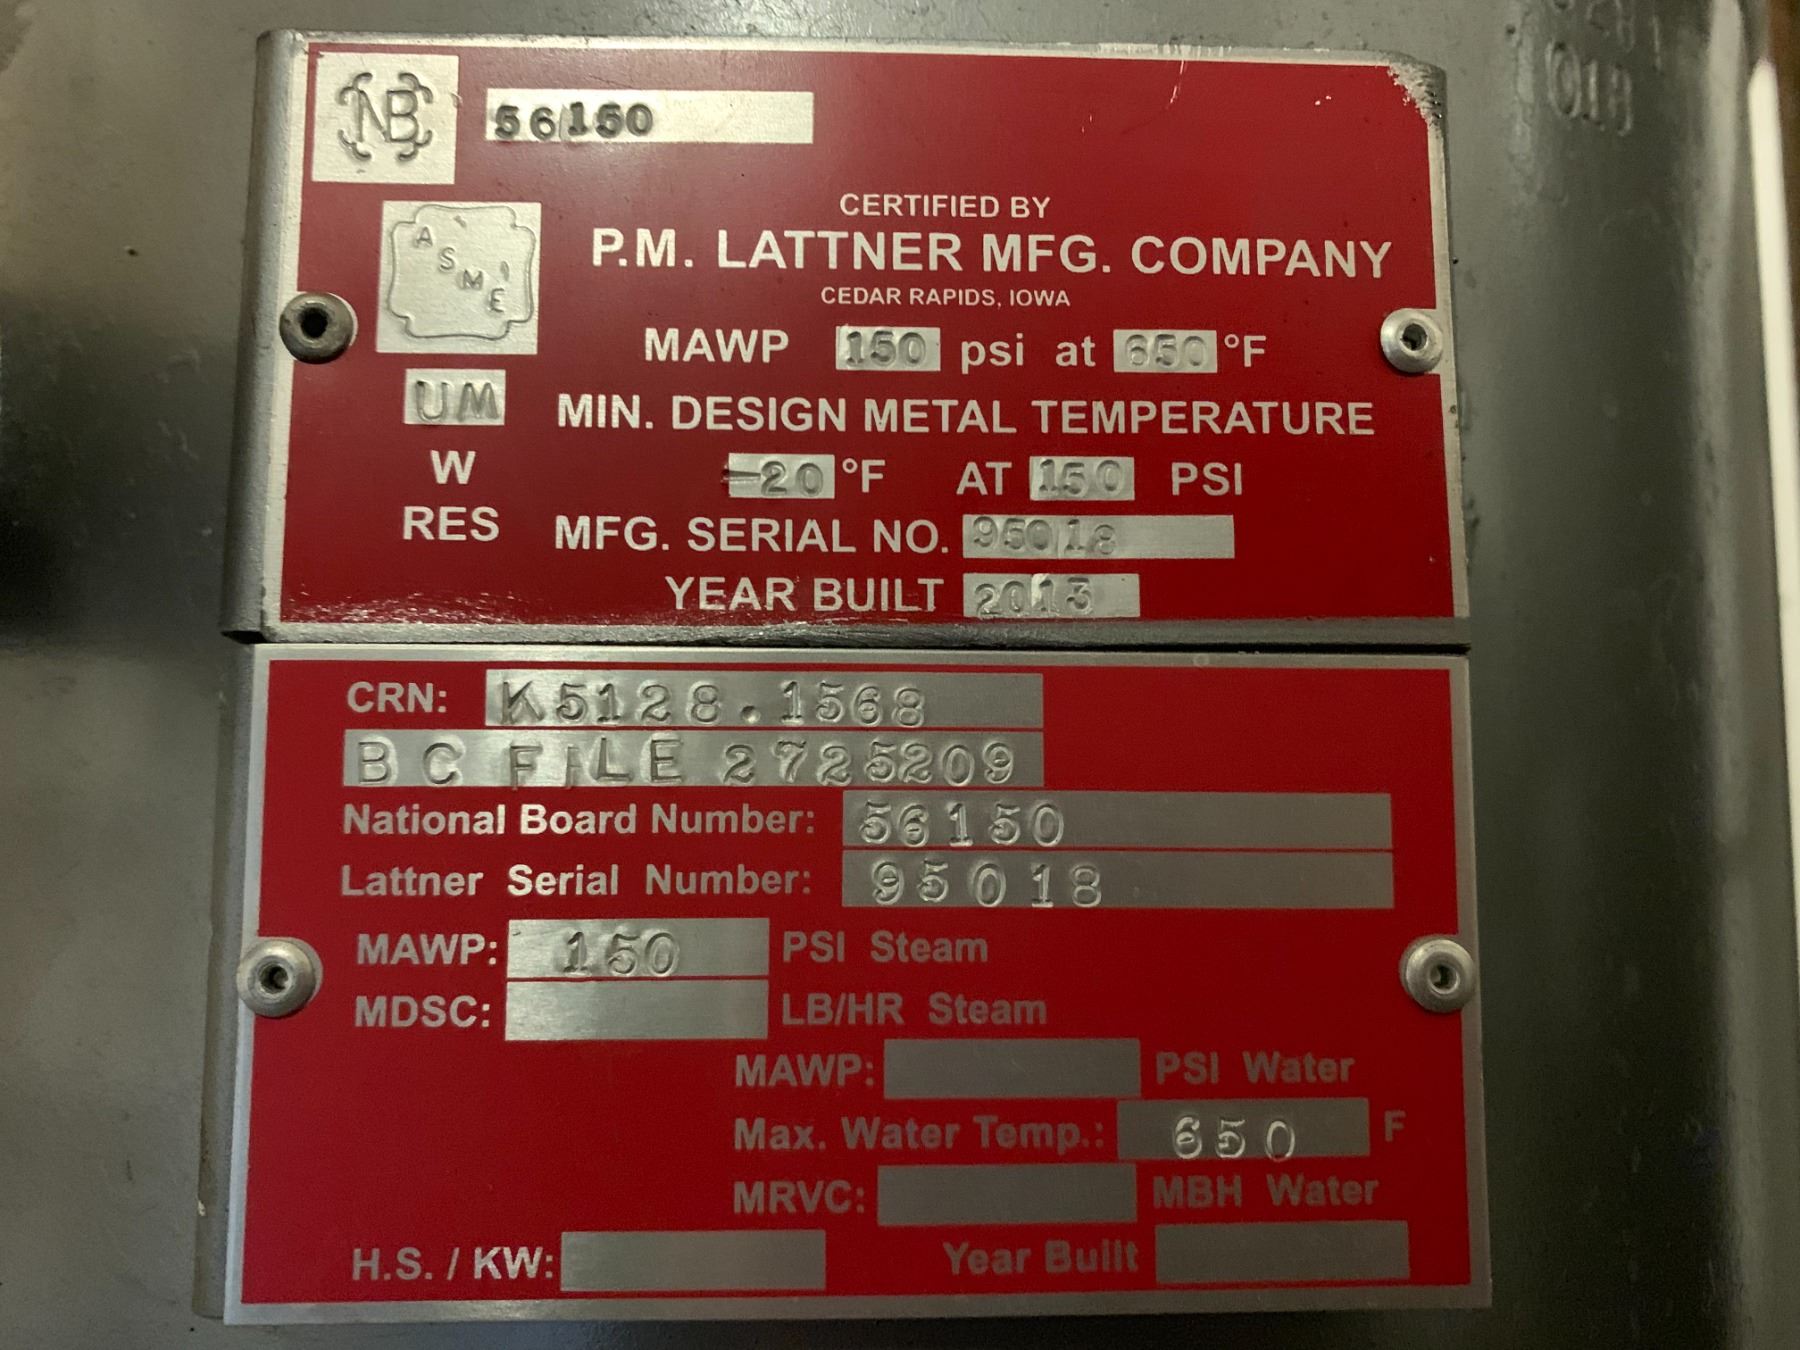 NB 56150
CERTIFIED BY
P.M. LATTNER MFG. COMPANY
CEDAR RAPIDS, IOWA
ASME
MAWP 150 psi at 650 °F
UM
MIN. DESIGN METAL TEMPERATURE
W
-20 °F AT 150 PSI
RES
MFG. SERIAL NO. 95018
YEAR BUILT 2013
CRN: K5128.1568
BC FILE 2725209
National Board Number: 56150
Lattner Serial Number: 95018
MAWP: 150 PSI Steam
MDSC: LB/HR Steam
MAWP: PSI Water
Max. Water Temp.: 650 F
MRVC: MBH Water
H.S. / KW: Year Built